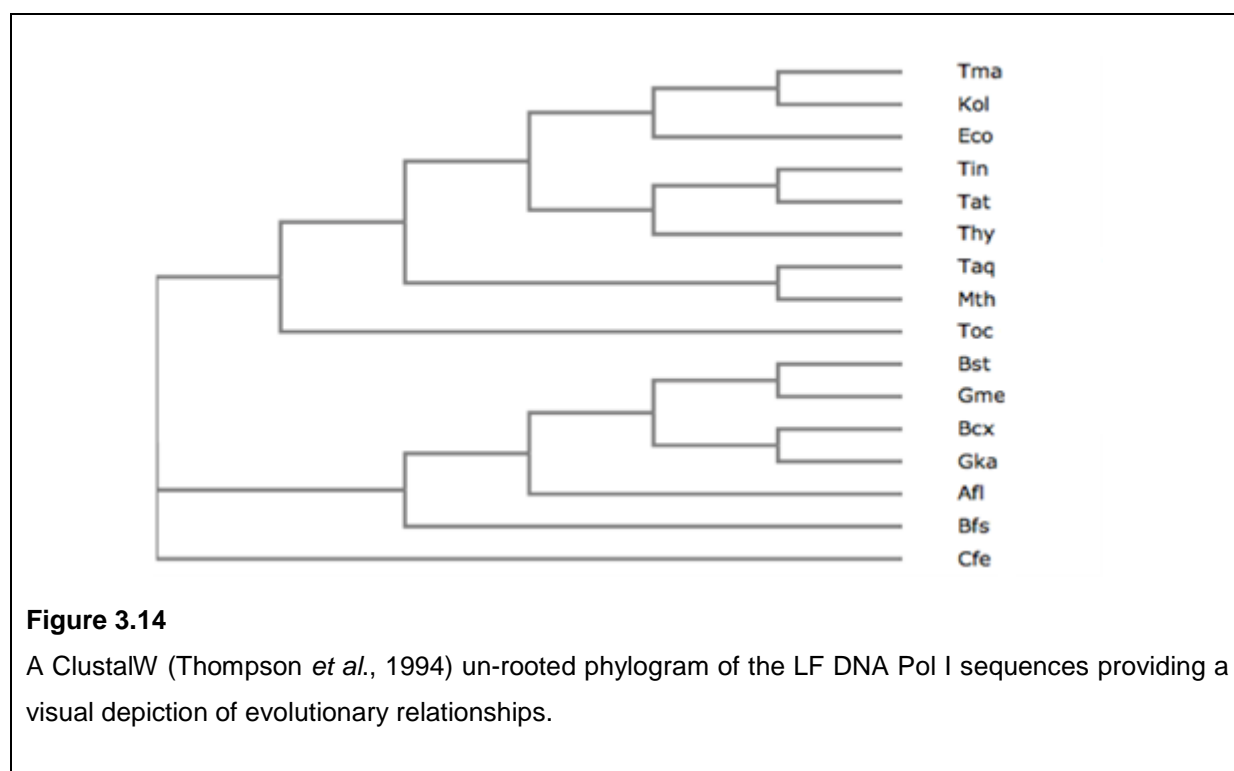 Tma
Kol
Eco
Tin
Tat
Thy
Taq
Mth
Toc
Bst
Gme
Bcx
Gka
Afl
Bfs
Cfe
Figure 3.14
A ClustalW (Thompson et al., 1994) un-rooted phylogram of the LF DNA Pol I sequences providing a
visual depiction of evolutionary relationships.